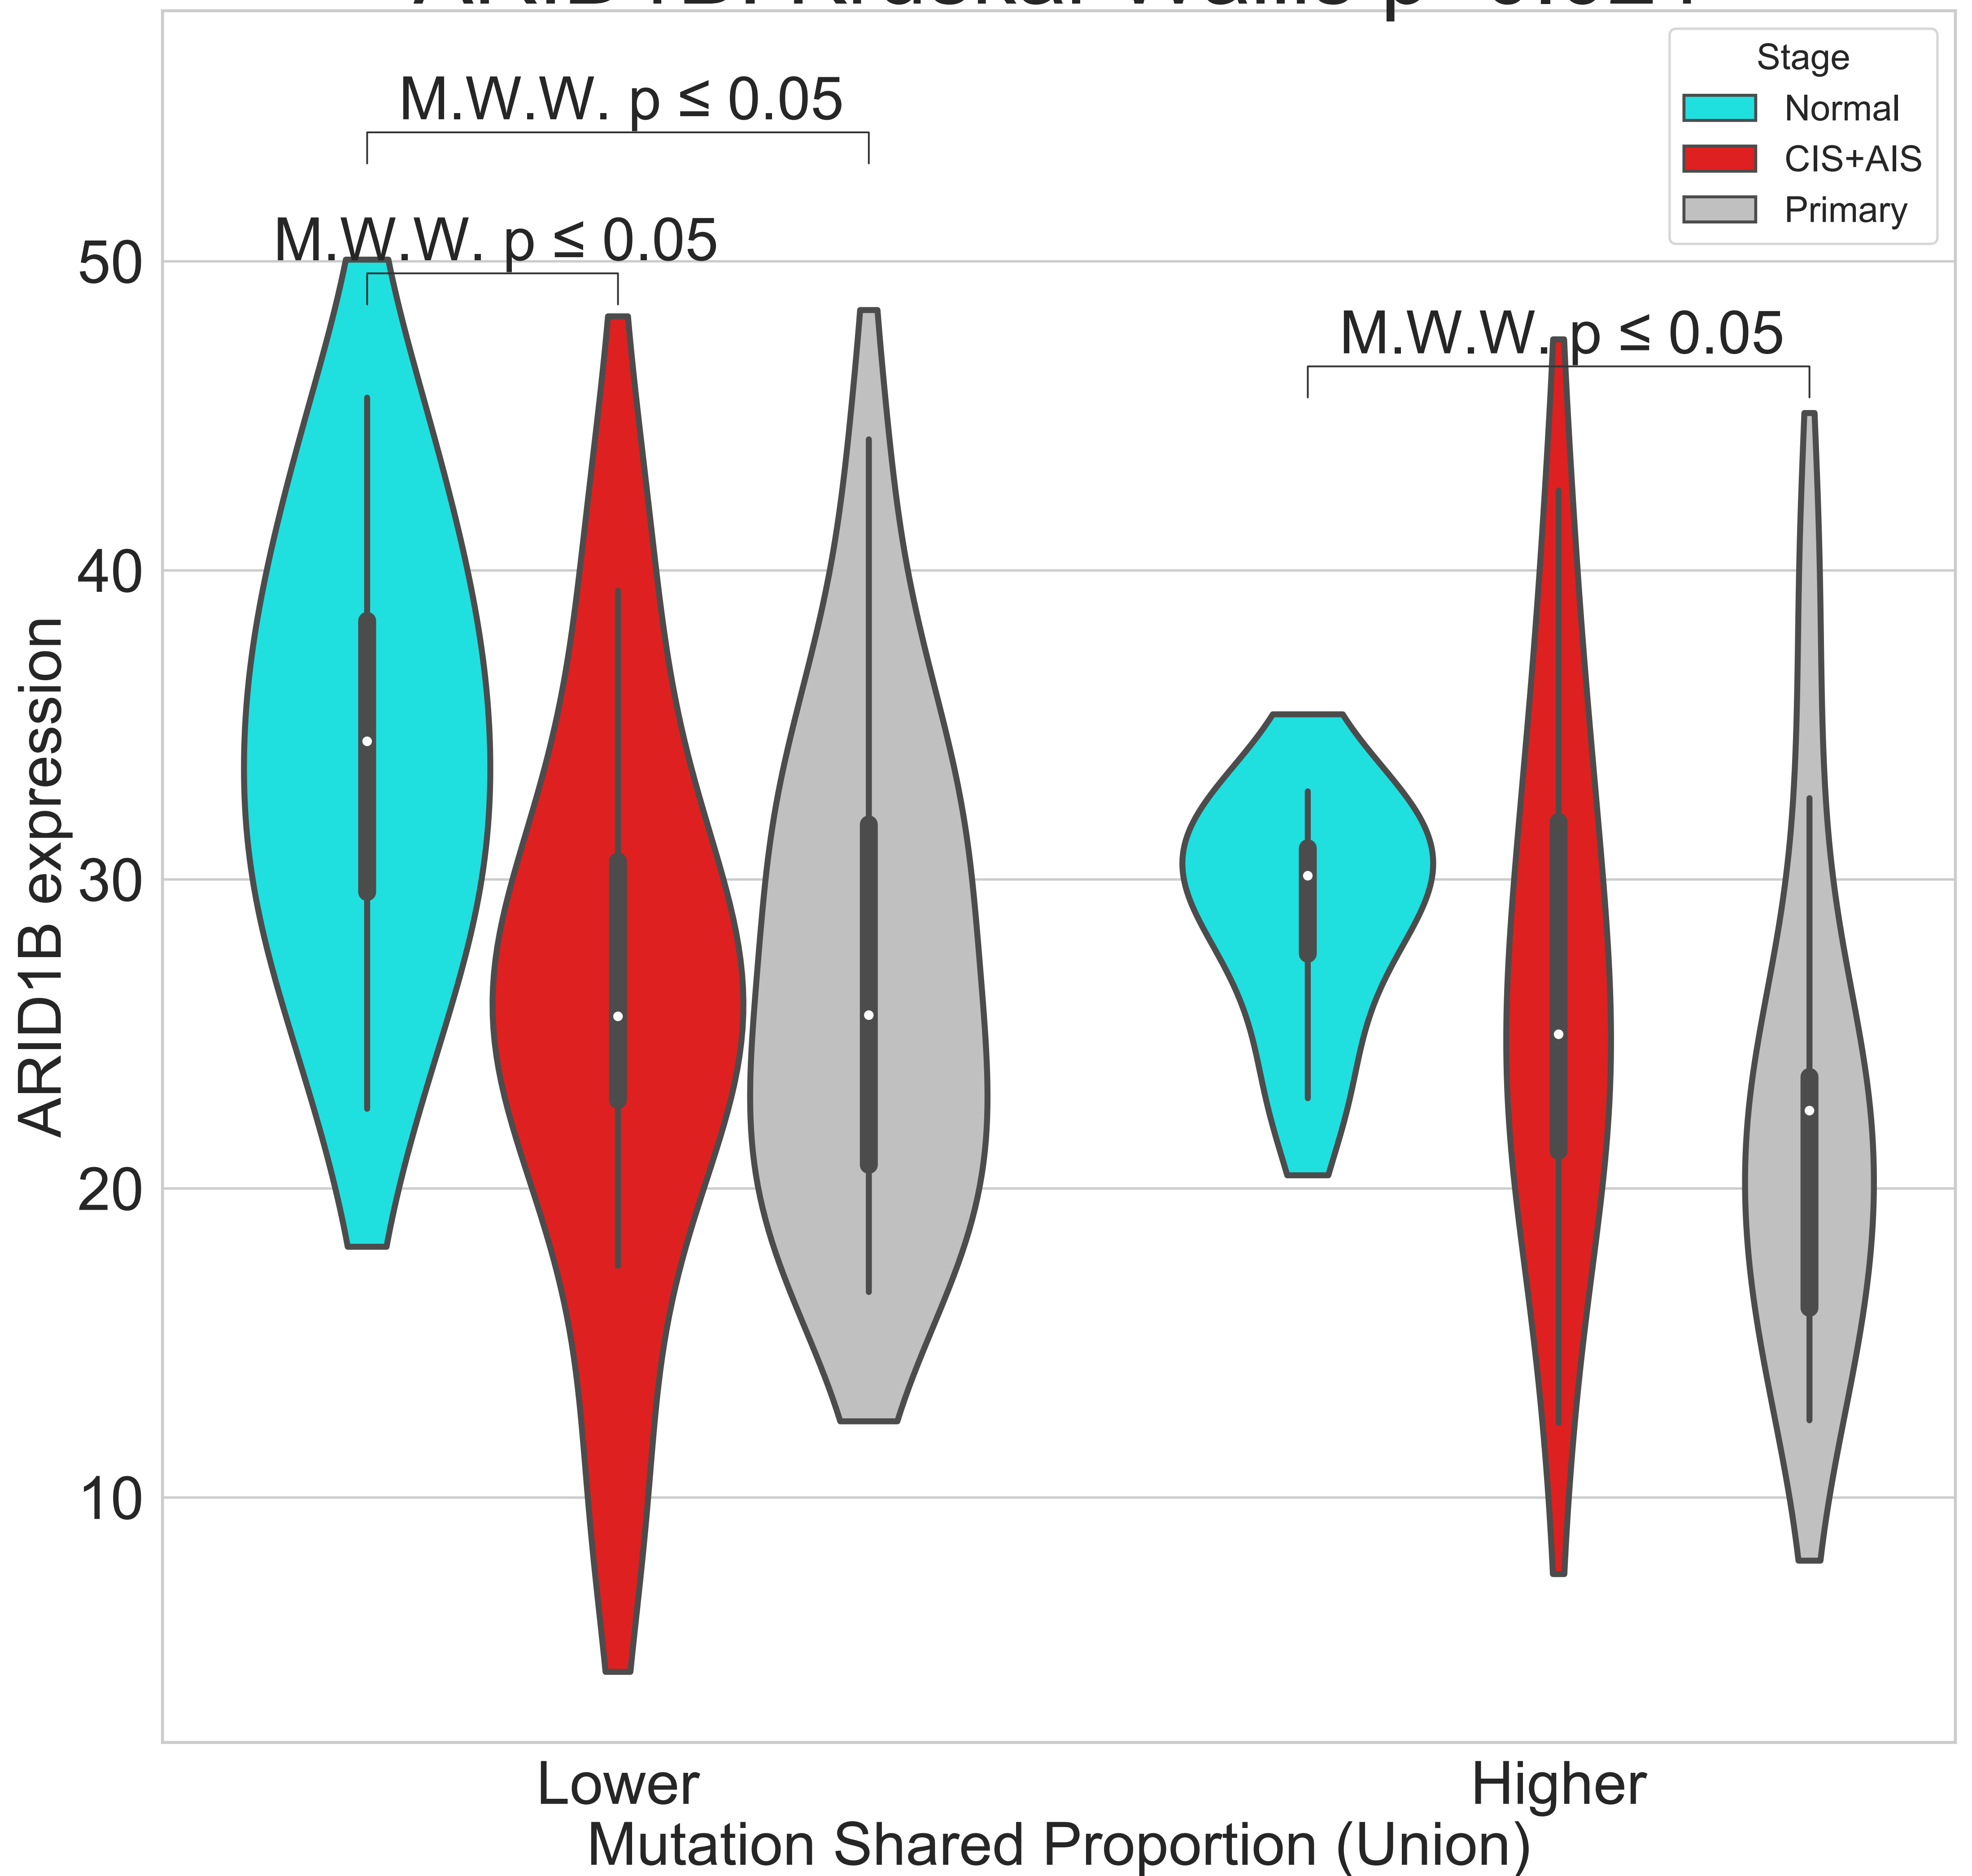 M.W.W. p ≤ 0.05
M.W.W. p ≤ 0.05
M.W.W. p ≤ 0.05
Stage
Normal
CIS+AIS
Primary
ARID1B expression
50
40
30
20
10
Lower
Higher
Mutation Shared Proportion (Union)